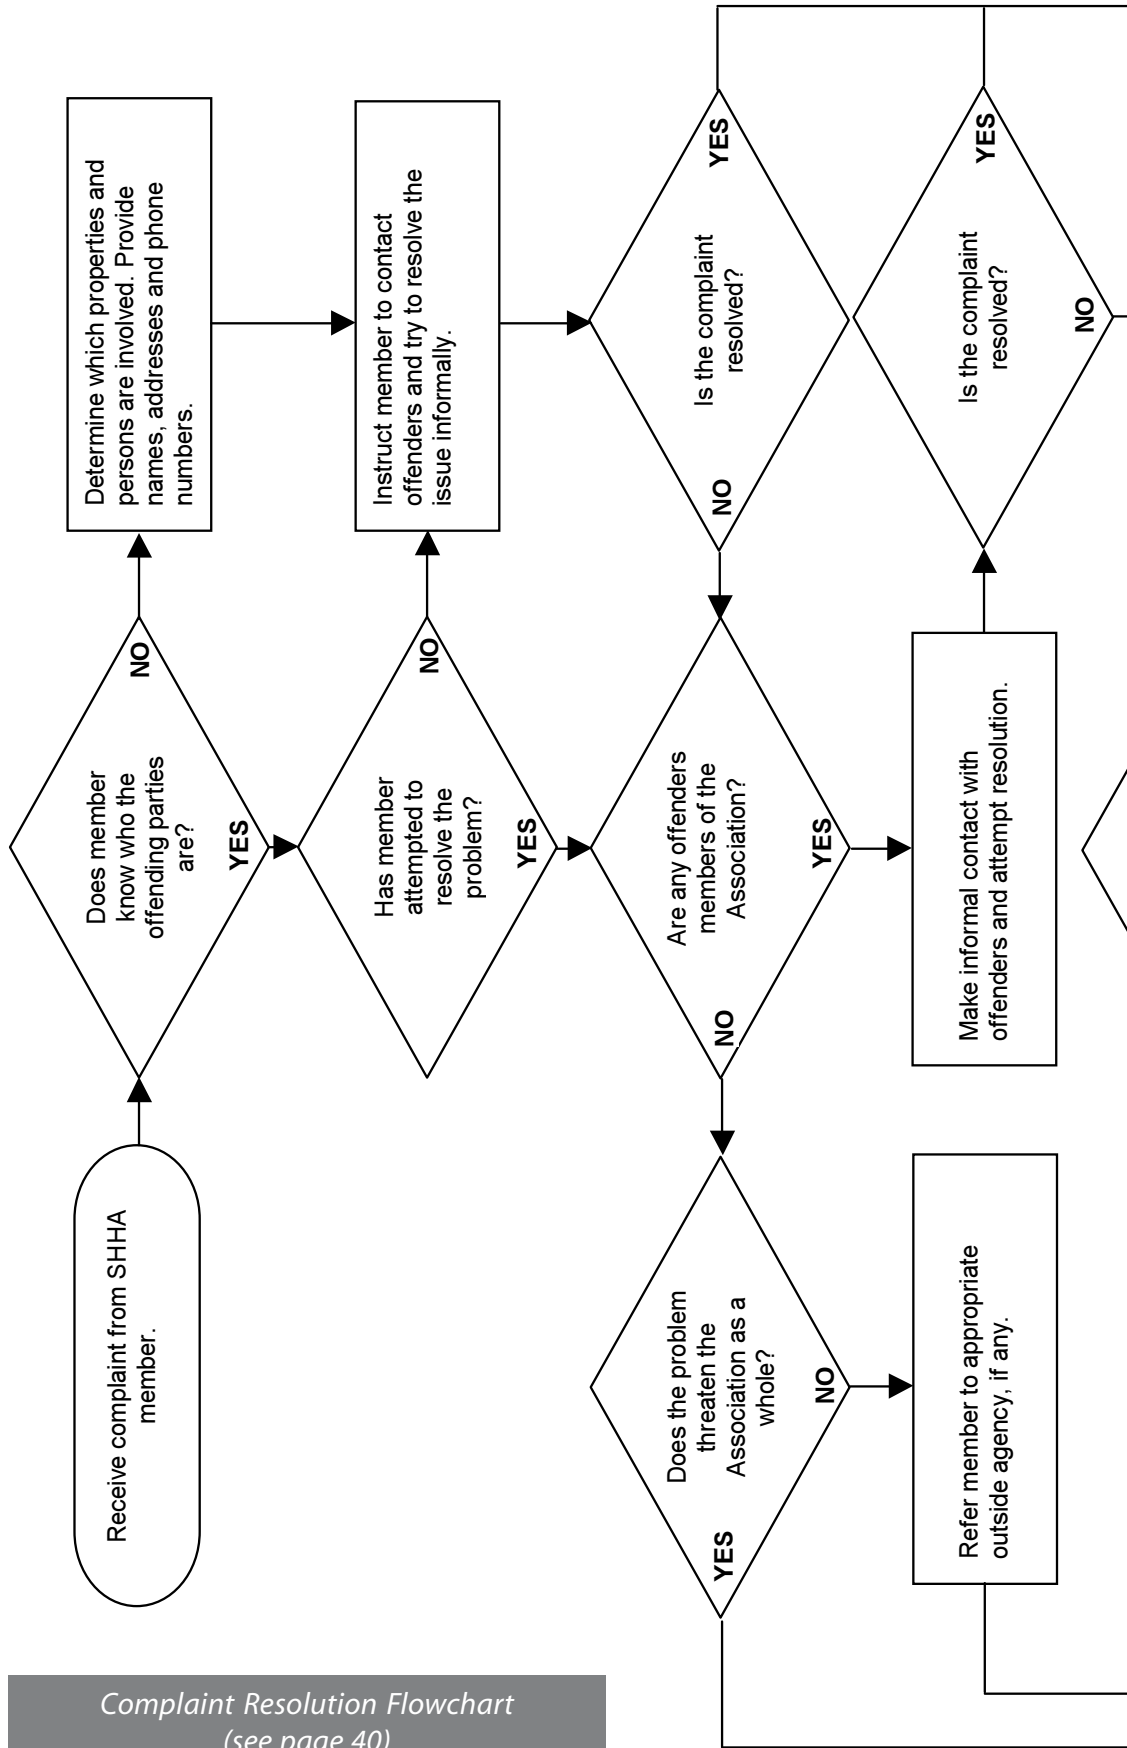 Receive complaint from SHHA
member.
Does member
know who the
offending parties
are?
NO
YES
Determine which properties and
persons are involved. Provide
names, addresses and phone
numbers.
Has member
attempted to
resolve the
problem?
NO
YES
Instruct member to contact
offenders and try to resolve the
issue informally.
Does the problem
threaten the
Association as a
whole?
YES
NO
Are any offenders
members of the
Association?
NO
YES
Is the complaint
resolved?
NO
YES
Refer member to appropriate
outside agency, if any.
Make informal contact with
offenders and attempt resolution.
Is the complaint
resolved?
YES
NO
Complaint Resolution Flowchart
(see page 40)